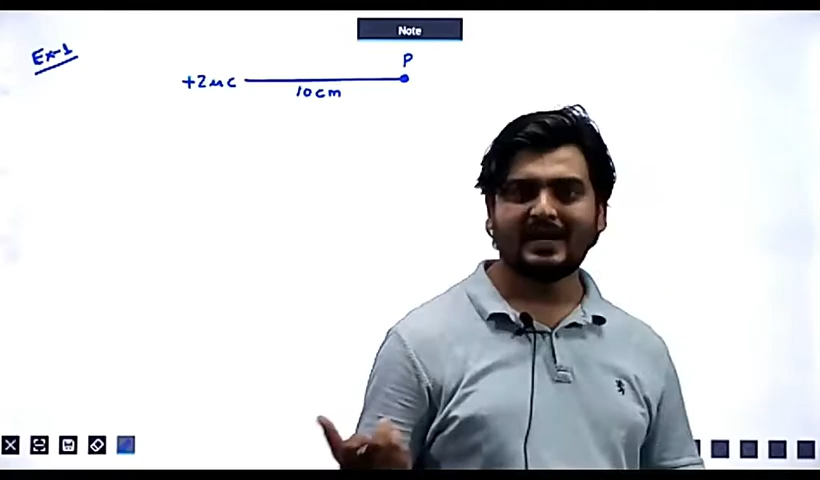 Note
Ex-1
P
+2μC
10cm